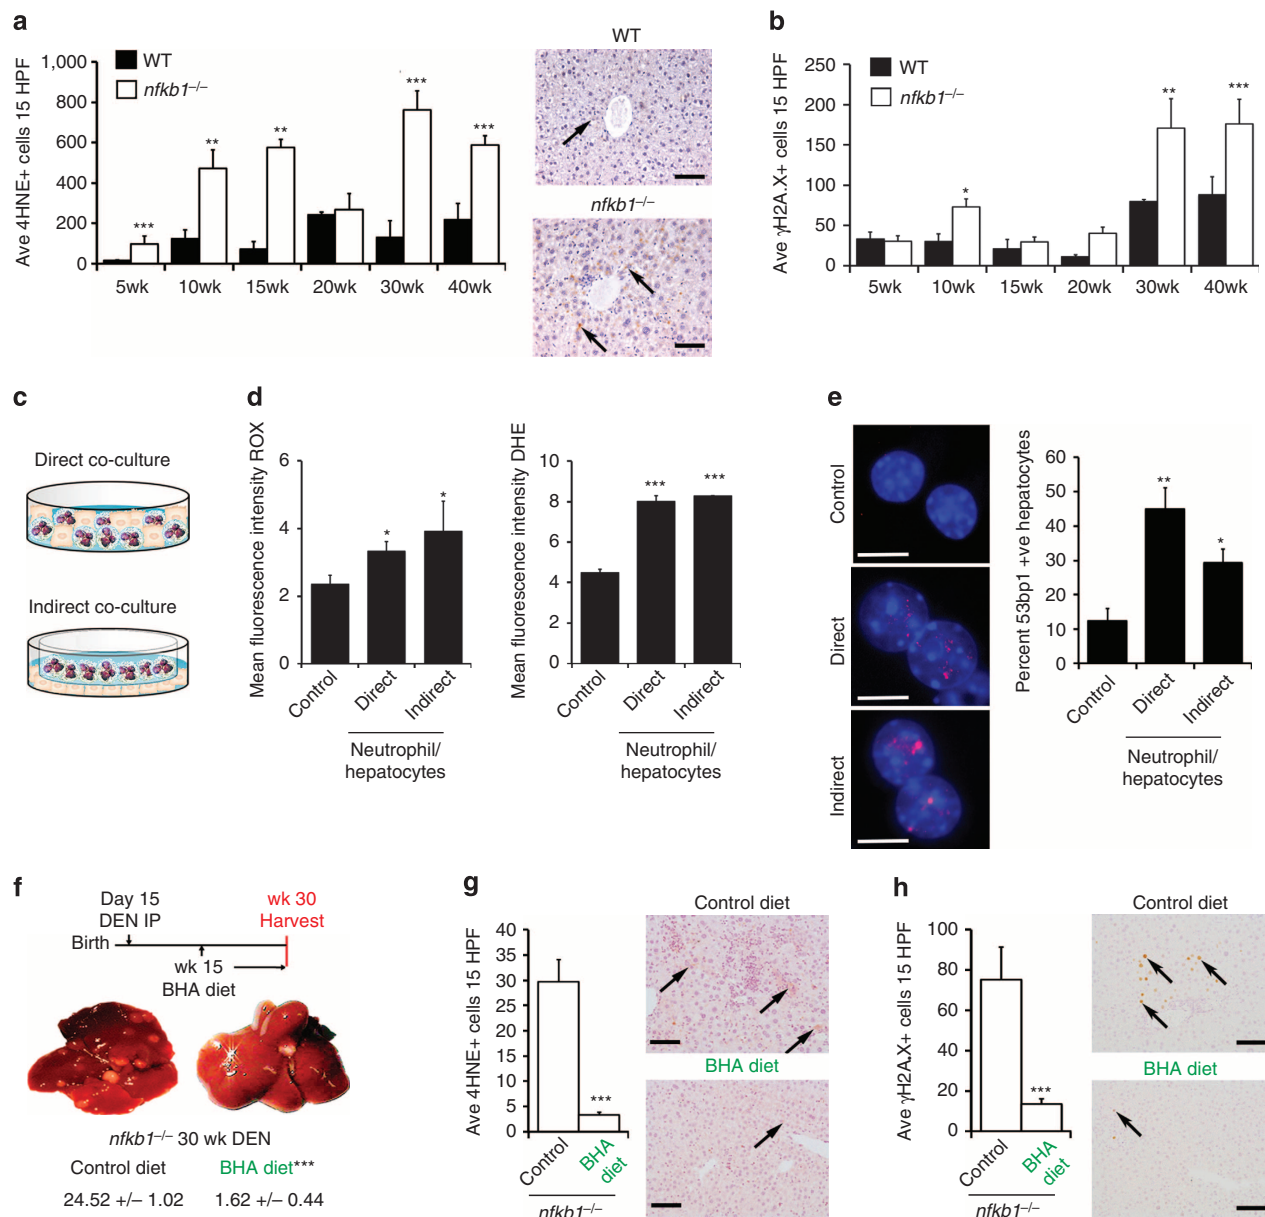 a
Ave 4HNE+ cells 15 HPF
1,000
800
600
400
200
0
WT
nfkb1–/–
***
**
**
***
***
5wk 10wk 15wk 20wk 30wk 40wk
WT
nfkb1–/–
b
Ave γH2A.X+ cells 15 HPF
250
200
150
100
50
0
WT
nfkb1–/–
*
**
***
5wk 10wk 15wk 20wk 30wk 40wk
c
Direct co-culture
Indirect co-culture
d
Mean fluorescence intensity ROX
6
4
2
0
*
*
Control
Direct
Indirect
Neutrophil/
hepatocytes
Mean fluorescence intensity DHE
10
8
6
4
2
0
***
***
Control
Direct
Indirect
Neutrophil/
hepatocytes
e
Control
Direct
Indirect
Percent 53bp1 +ve hepatocytes
60
50
40
30
20
10
0
**
*
Control
Direct
Indirect
Neutrophil/
hepatocytes
f
Day 15
DEN IP
wk 30
Harvest
Birth
wk 15
BHA diet
nfkb1–/– 30 wk DEN
Control diet BHA diet***
24.52 +/– 1.02 1.62 +/– 0.44
g
Ave 4HNE+ cells 15 HPF
40
35
30
25
20
15
10
5
0
***
Control
BHA
diet
nfkb1–/–
Control diet
BHA diet
h
Ave γH2A.X+ cells 15 HPF
100
80
60
40
20
0
***
Control
BHA
diet
nfkb1–/–
Control diet
BHA diet